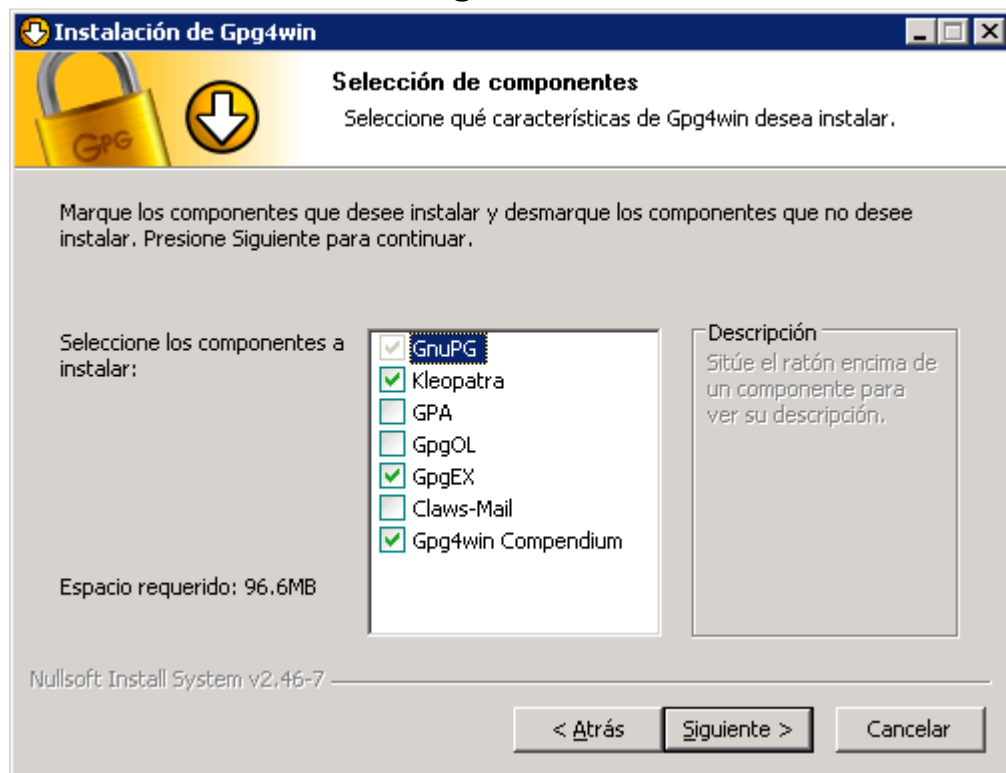 Instalación de Gpg4win
Selección de componentes
Seleccione qué características de Gpg4win desea instalar.
GPG
Marque los componentes que desee instalar y desmarque los componentes que no desee
instalar. Presione Siguiente para continuar.
Seleccione los componentes a
instalar:
GnuPG
Kleopatra
GPA
GpgOL
GpgEX
Claws-Mail
Gpg4win Compendium
Descripción
Sitúe el ratón encima de
un componente para
ver su descripción.
Espacio requerido: 96.6MB
Nullsoft Install System v2.46-7
< Atrás
Siguiente >
Cancelar